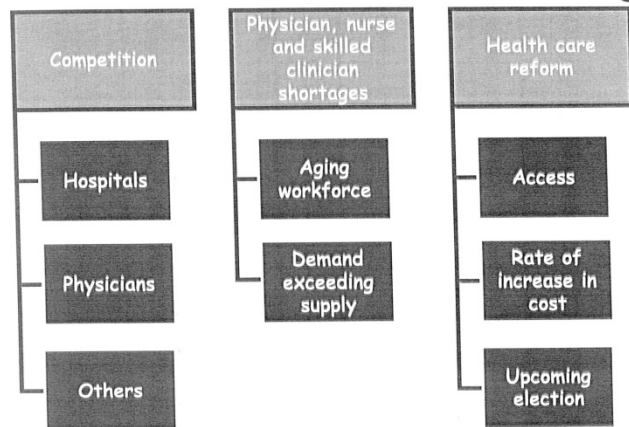 Competition
Hospitals
Physicians
Others
Physician, nurse
and skilled
clinician
shortages
Aging
workforce
Demand
exceeding
supply
Health care
reform
Access
Rate of
increase in
cost
Upcoming
election